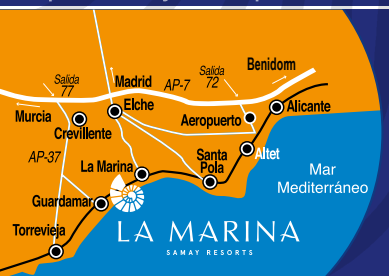 Salida
77
Madrid
AP-7
Salida
72
Benidorm
Murcia
Elche
Crevillente
Aeropuerto
Alicante
AP-37
La Marina
Santa
Pola
Altet
Mar
Mediterráneo
Guardamar
LA MARINA
SAMAY RESORTS
Torrevieja